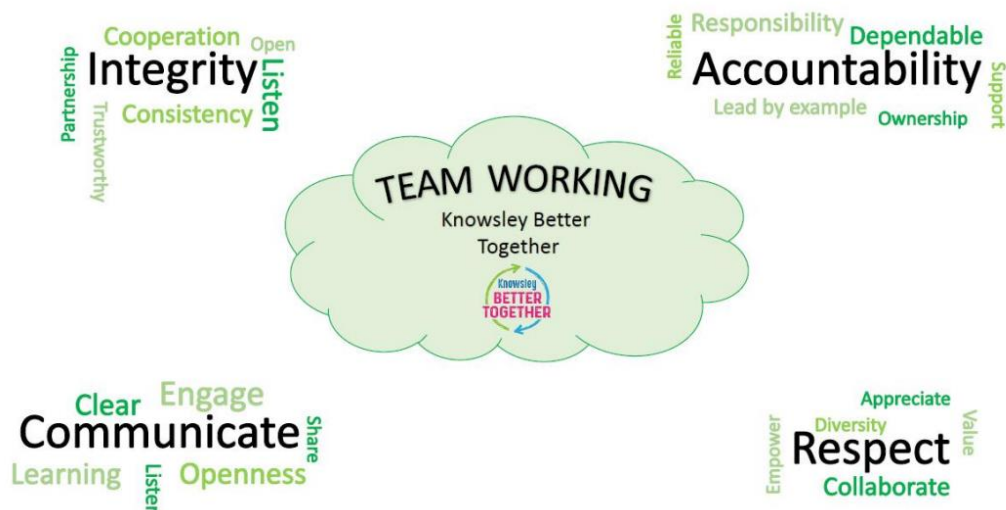 Cooperation
Open
Partnership
Integrity
Listen
Trustworthy
Consistency
Reliable
Responsibility
Dependable
Accountability
Support
Lead by example
Ownership
TEAM WORKING
Knowsley Better
Together
Knowsley
BETTER
TOGETHER
Clear
Engage
Communicate
Share
Learning
Listen
Openness
Appreciate
Empower
Diversity
Value
Respect
Collaborate